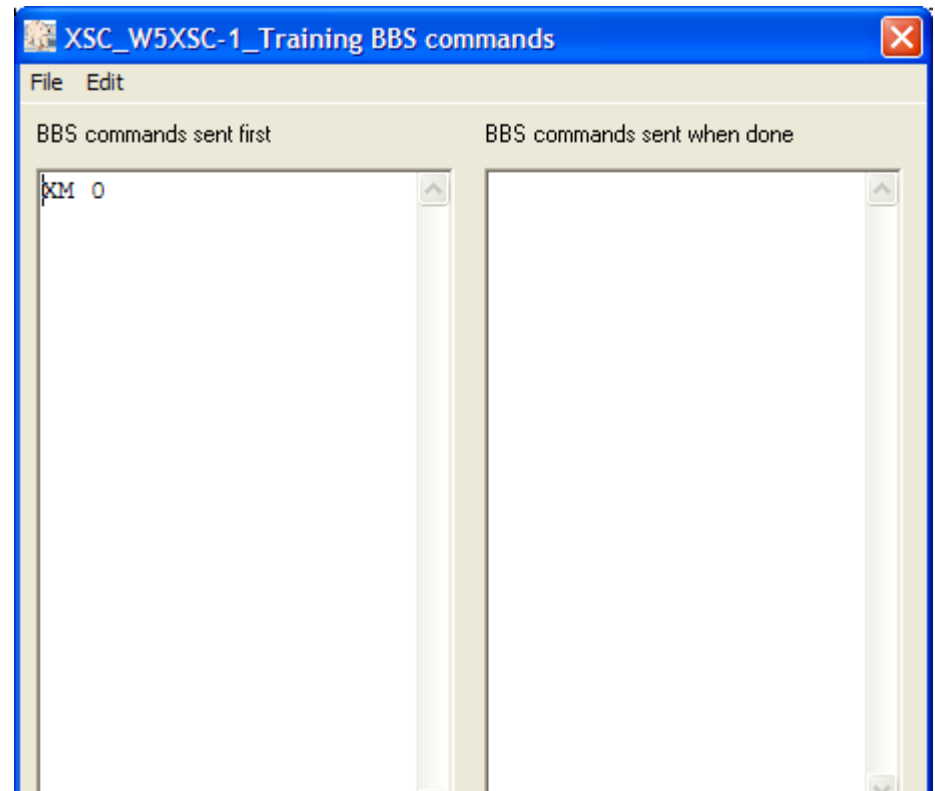 XSC_W5XSC-1_Training BBS commands
File Edit
BBS commands sent first
BBS commands sent when done
XM 0